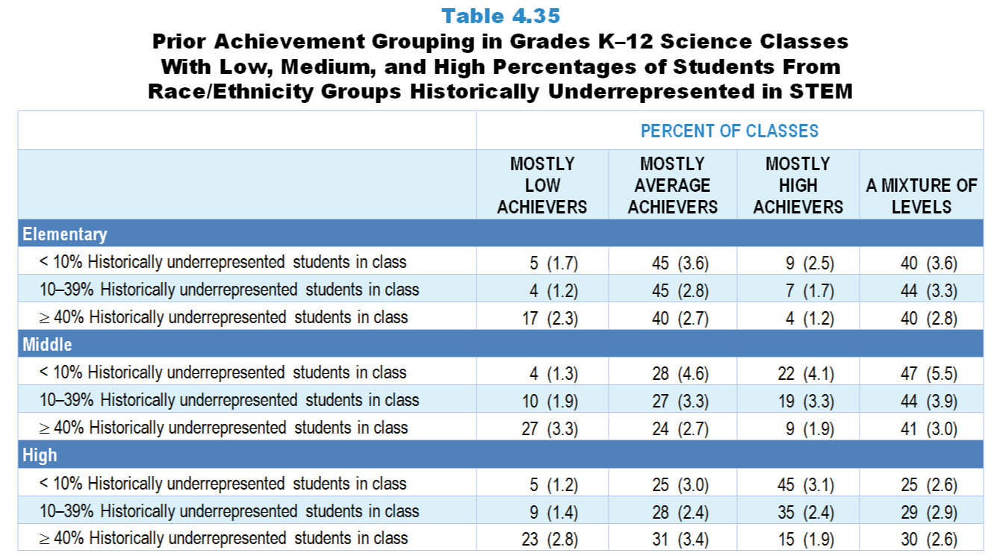 Table 4.35
Prior Achievement Grouping in Grades K–12 Science Classes
With Low, Medium, and High Percentages of Students From
Race/Ethnicity Groups Historically Underrepresented in STEM
PERCENT OF CLASSES
MOSTLY LOW ACHIEVERS MOSTLY AVERAGE ACHIEVERS MOSTLY HIGH ACHIEVERS A MIXTURE OF LEVELS
Elementary
< 10% Historically underrepresented students in class 5 (1.7) 45 (3.6) 9 (2.5) 40 (3.6)
10–39% Historically underrepresented students in class 4 (1.2) 45 (2.8) 7 (1.7) 44 (3.3)
≥ 40% Historically underrepresented students in class 17 (2.3) 40 (2.7) 4 (1.2) 40 (2.8)
Middle
< 10% Historically underrepresented students in class 4 (1.3) 28 (4.6) 22 (4.1) 47 (5.5)
10–39% Historically underrepresented students in class 10 (1.9) 27 (3.3) 19 (3.3) 44 (3.9)
≥ 40% Historically underrepresented students in class 27 (3.3) 24 (2.7) 9 (1.9) 41 (3.0)
High
< 10% Historically underrepresented students in class 5 (1.2) 25 (3.0) 45 (3.1) 25 (2.6)
10–39% Historically underrepresented students in class 9 (1.4) 28 (2.4) 35 (2.4) 29 (2.9)
≥ 40% Historically underrepresented students in class 23 (2.8) 31 (3.4) 15 (1.9) 30 (2.6)